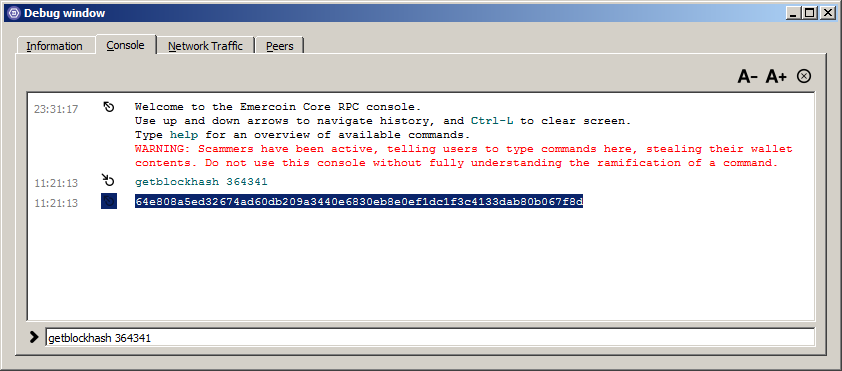 Debug window
Information Console Network Traffic Peers
A- A+
23:31:17 Welcome to the Emercoin Core RPC console.
Use up and down arrows to navigate history, and Ctrl-L to clear screen.
Type help for an overview of available commands.
WARNING: Scammers have been active, telling users to type commands here, stealing their wallet
contents. Do not use this console without fully understanding the ramification of a command.
11:21:13 getblockhash 364341
11:21:13 64e808a5ed32674ad60db209a3440e6830eb8e0ef1dc1f3c4133dab80b067f8d
getblockhash 364341